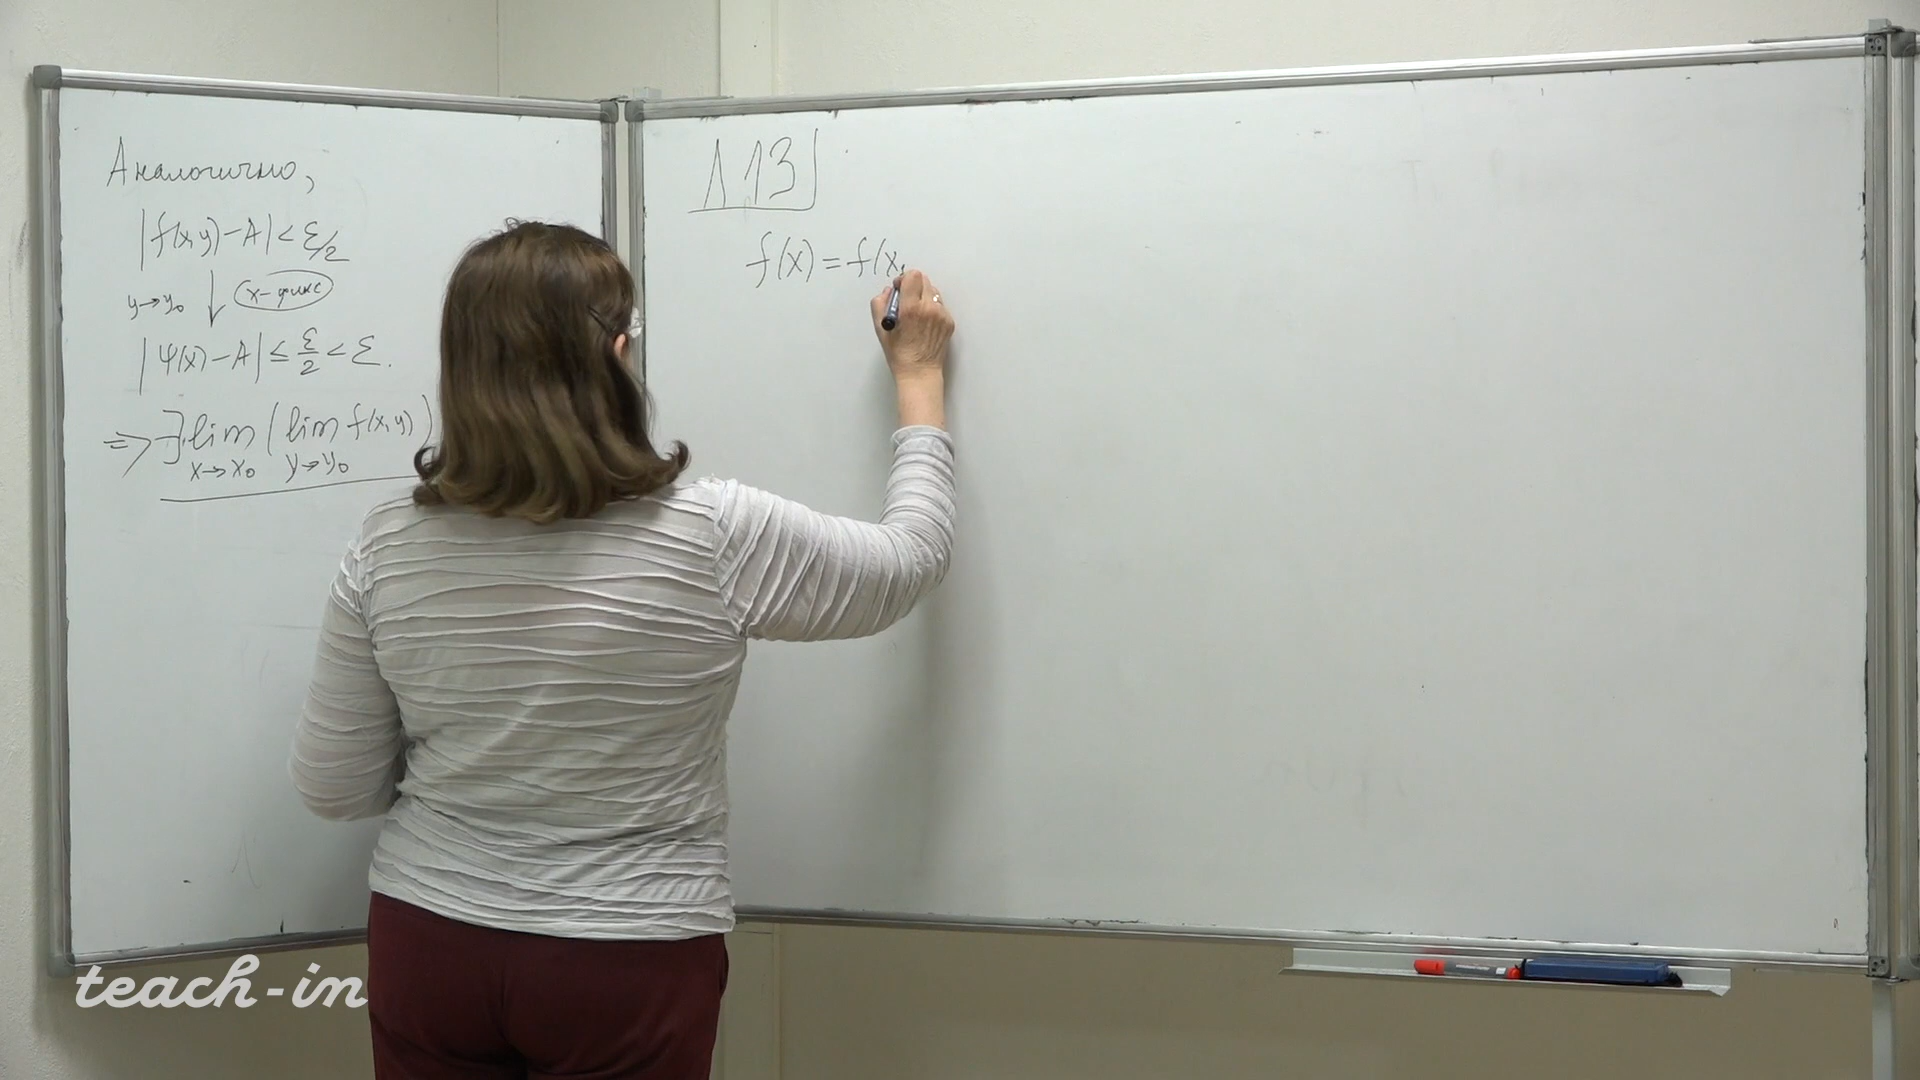 Аналогично,
|f(x,y)-A|<ε/2
y→y₀ ↓ x-фикс
|Ψ(x)-A|≤ε/2<ε.
⇒ ∃ lim (lim f(x,y))
x→x₀ y→y₀
Л.13
f(x)=f(x,
teach-in